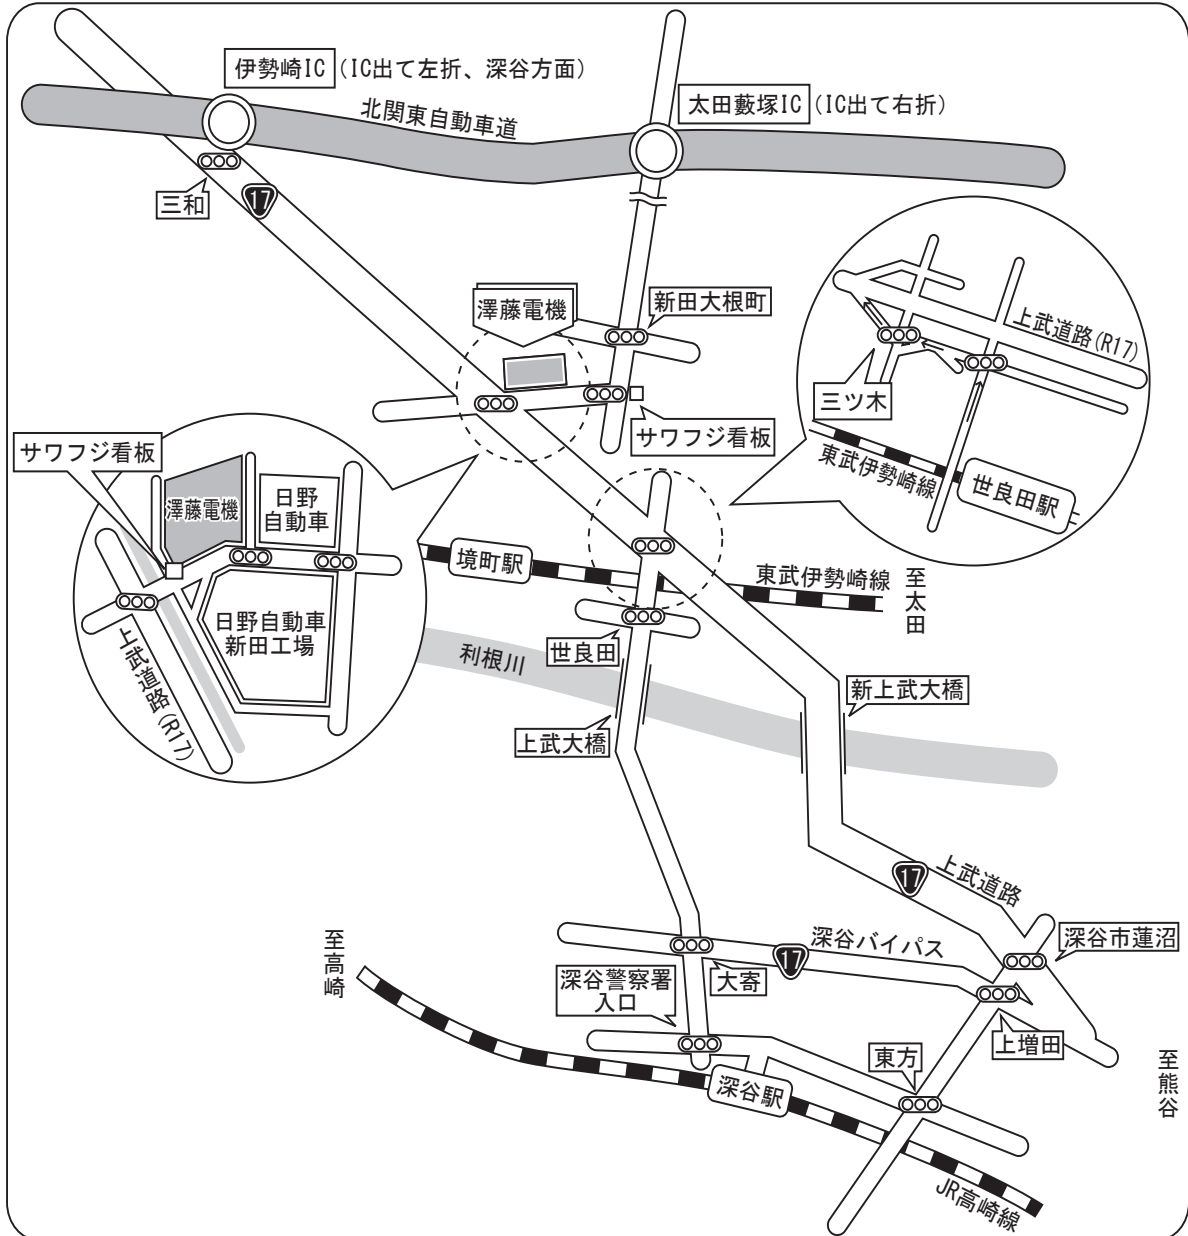 伊勢崎IC(IC出て左折、深谷方面)
北関東自動車道
太田藪塚IC(IC出て右折)
三和
17
澤藤電機
新田大根町
サワフジ看板
上武道路(R17)
三ツ木
東武伊勢崎線
世良田駅
サワフジ看板
澤藤電機
日野
自動車
日野自動車
新田工場
上武道路(R17)
境町駅
東武伊勢崎線
至太田
世良田
利根川
上武大橋
新上武大橋
17
上武道路
深谷市蓮沼
深谷バイパス
17
大寄
上増田
至高崎
深谷警察署
入口
東方
深谷駅
至熊谷
JR高崎線